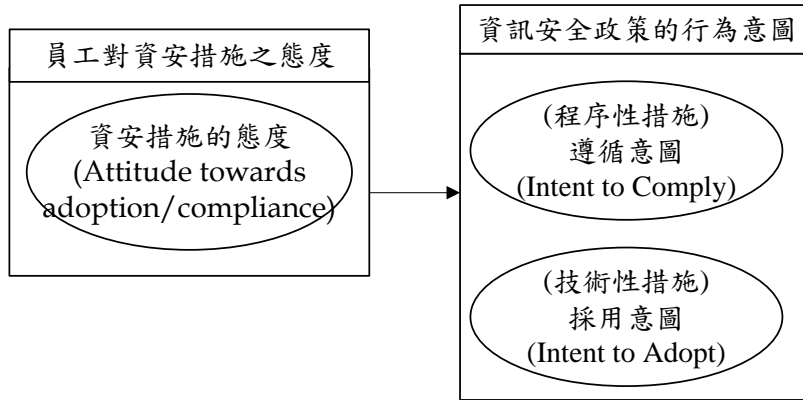 員工對資安措施之態度
資安措施的態度
(Attitude towards
adoption/compliance)
資訊安全政策的行為意圖
(程序性措施)
遵循意圖
(Intent to Comply)
(技術性措施)
採用意圖
(Intent to Adopt)